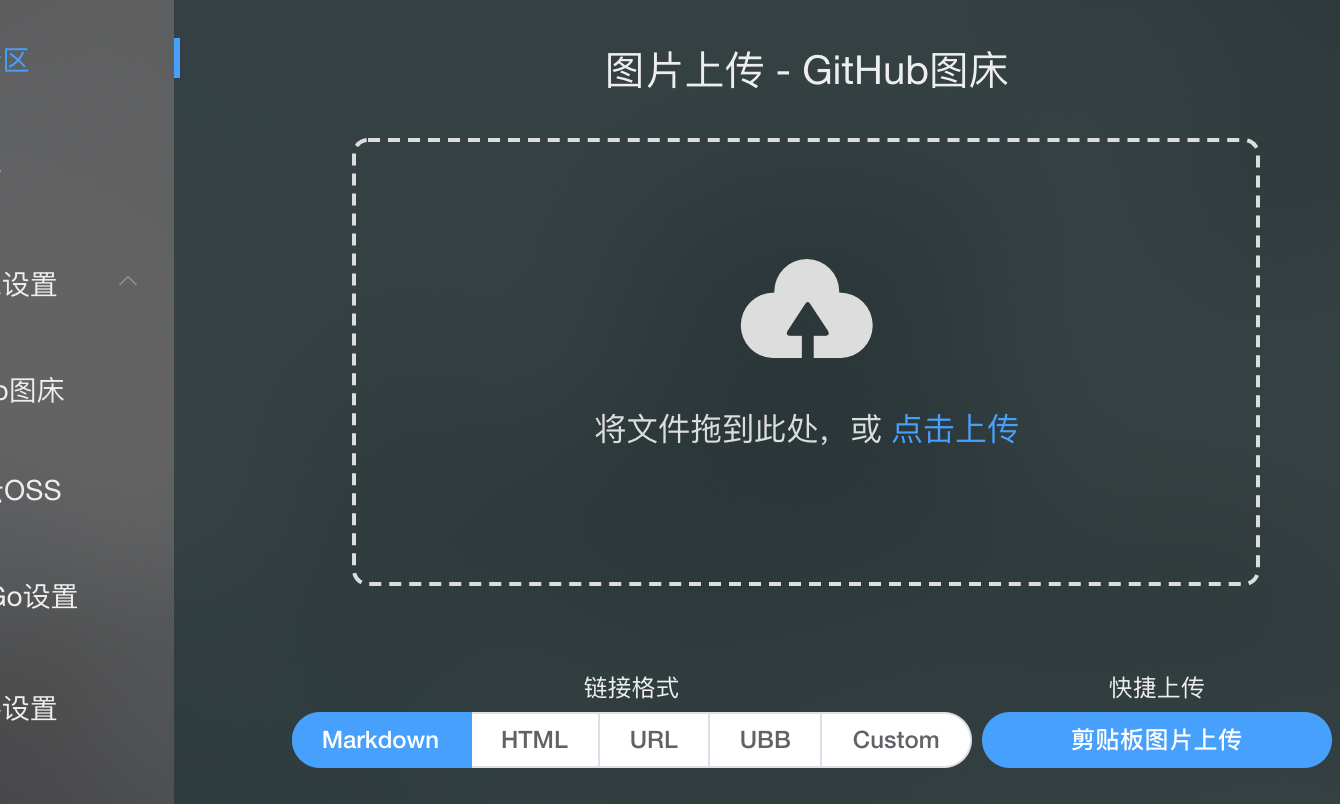 区
设置
图床
OSS
Go设置
设置
图片上传 - GitHub图床
将文件拖到此处，或 点击上传
链接格式
快捷上传
Markdown
HTML
URL
UBB
Custom
剪贴板图片上传